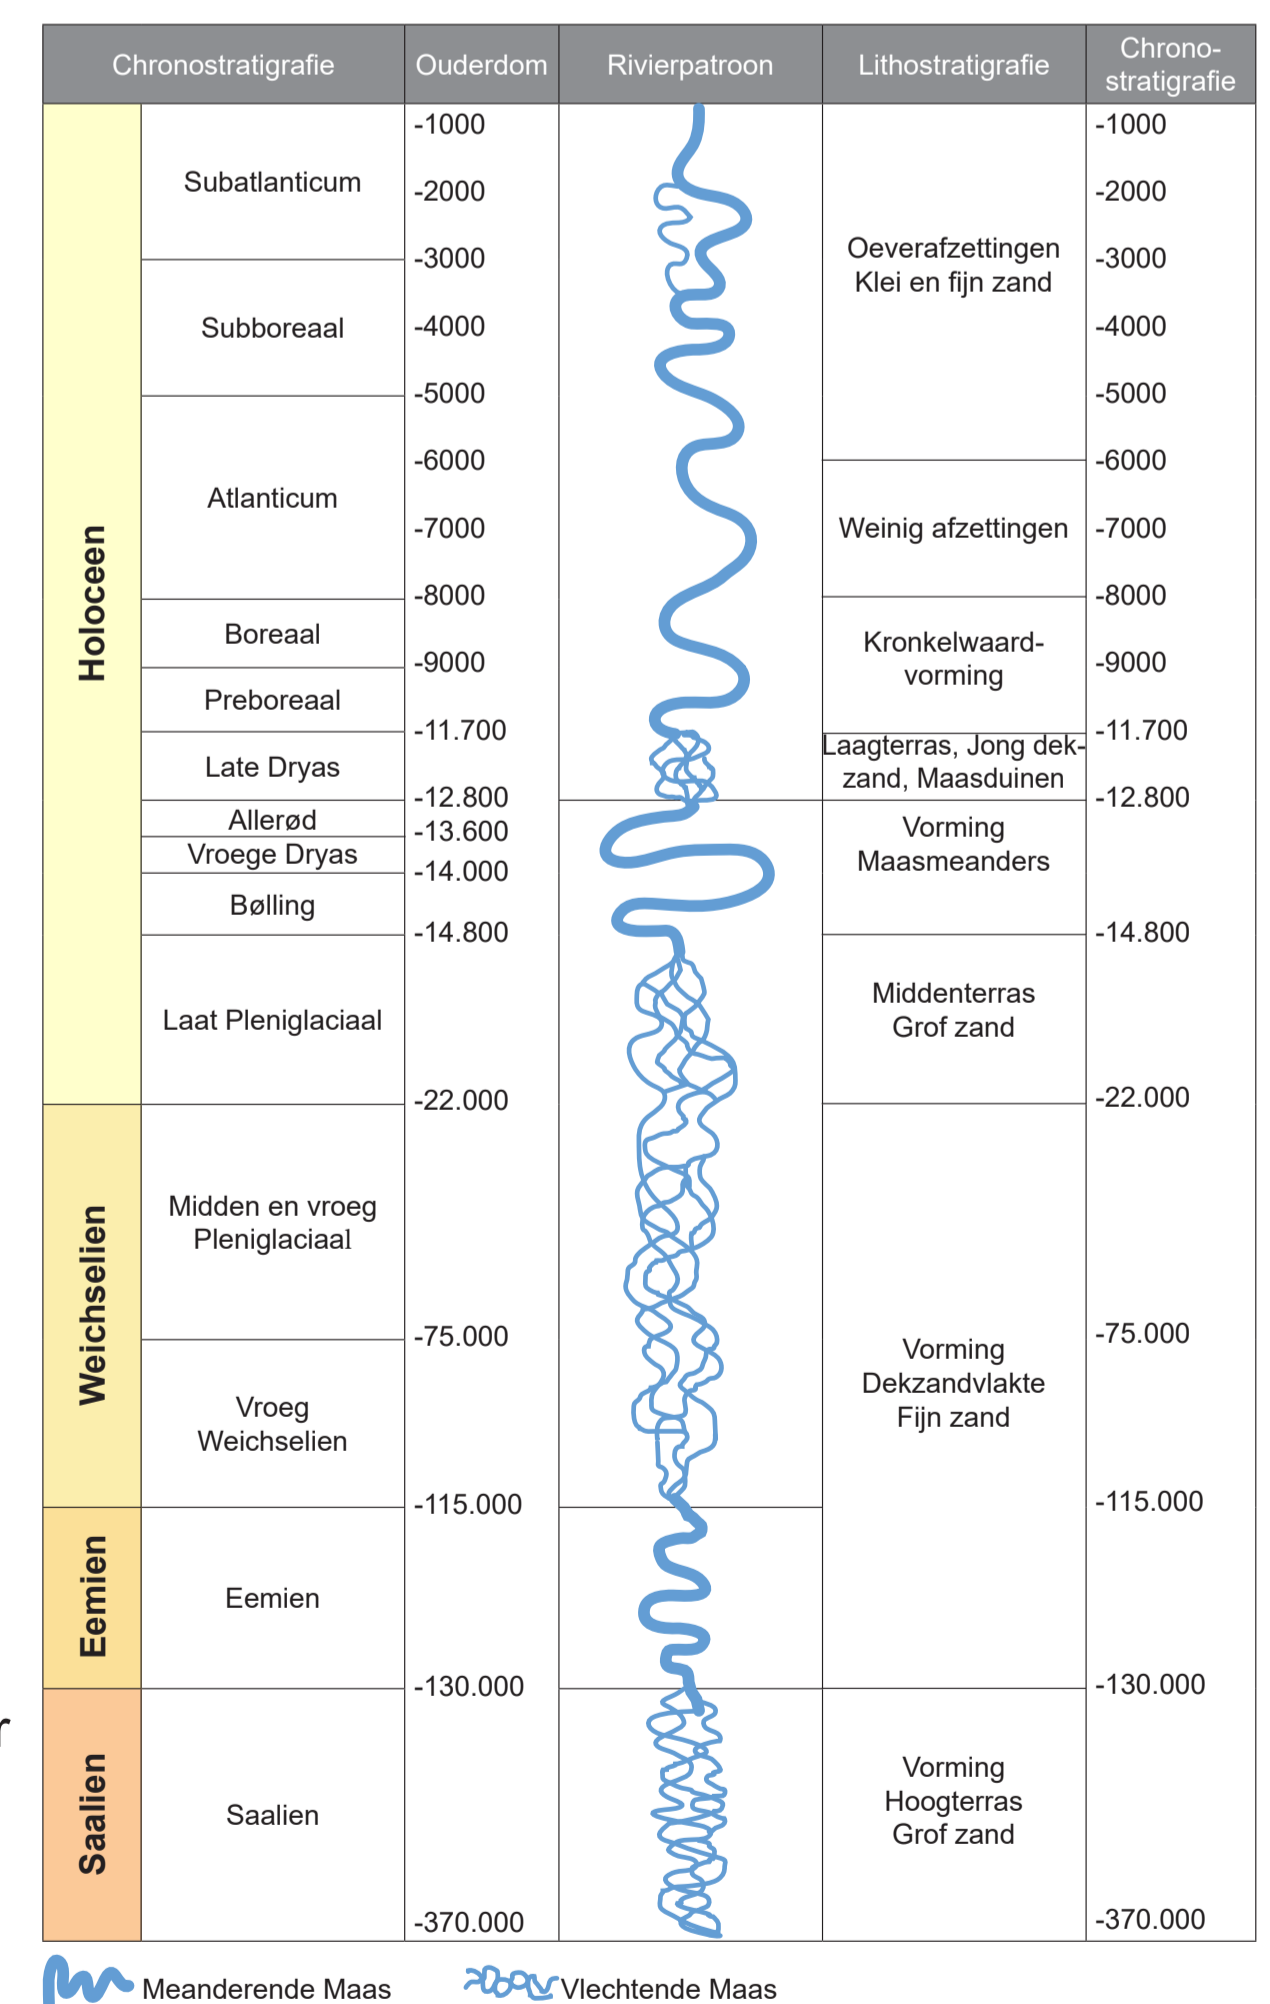 Chronostratigrafie
Ouderdom
Rivierpatroon
Lithostratigrafie
Chrono-
stratigrafie
Holoceen
Subatlanticum
Subboreaal
Atlanticum
Boreaal
Preboreaal
Late Dryas
Allerød
Vroege Dryas
Bølling
Laat Pleniglaciaal
Weichselien
Midden en vroeg
Pleniglaciaal
Vroeg
Weichselien
Eemien
Eemien
Saalien
Saalien
-1000
-2000
-3000
-4000
-5000
-6000
-7000
-8000
-9000
-11.700
-12.800
-13.600
-14.000
-14.800
-22.000
-75.000
-115.000
-130.000
-370.000
Oeverafzettingen
Klei en fijn zand
Weinig afzettingen
Kronkelwaard-
vorming
Laagterras, Jong dek-
zand, Maasduinen
Vorming
Maasmeanders
Middenterras
Grof zand
Vorming
Dekzandvlakte
Fijn zand
Vorming
Hoogterras
Grof zand
-1000
-2000
-3000
-4000
-5000
-6000
-7000
-8000
-9000
-11.700
-12.800
-14.800
-22.000
-75.000
-115.000
-130.000
-370.000
r
Meanderende Maas
Vlechtende Maas